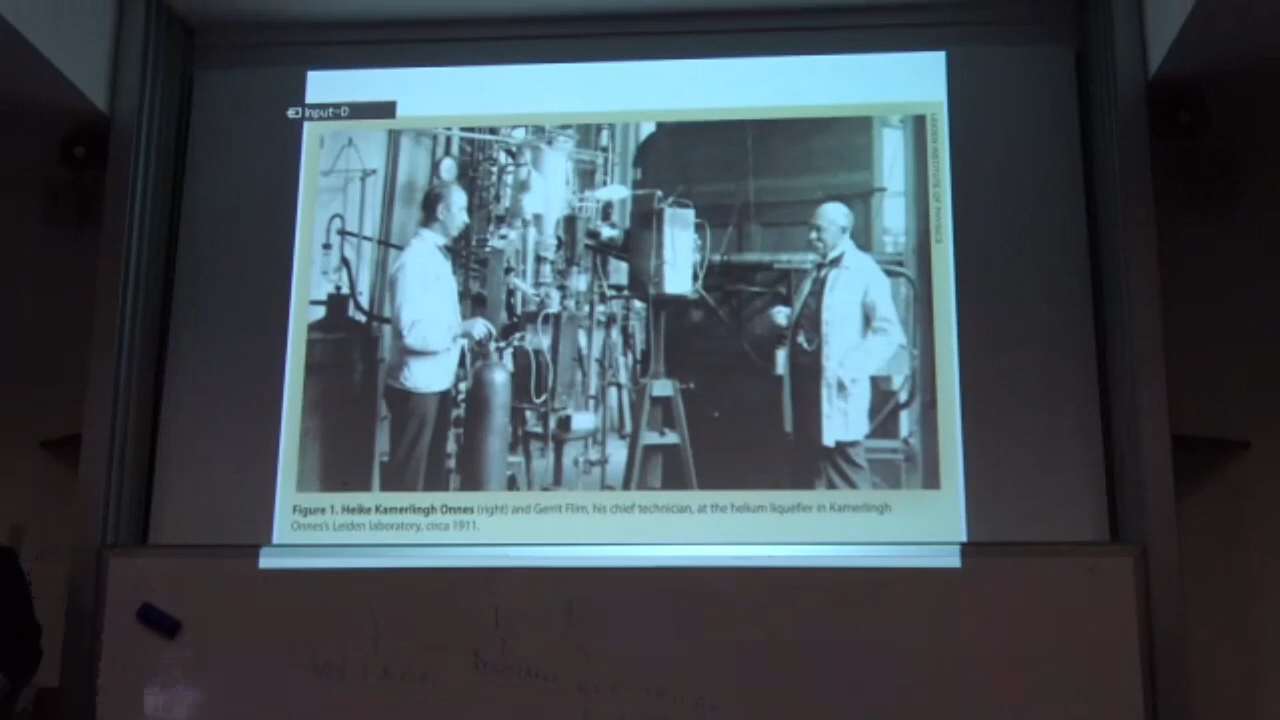 Input-D
LEIDEN INSTITUTE OF PHYSICS
Figure 1. Heike Kamerlingh Onnes (right) and Gerrit Flim, his chief technician, at the helium liquefier in Kamerlingh
Onnes's Leiden laboratory, circa 1911.